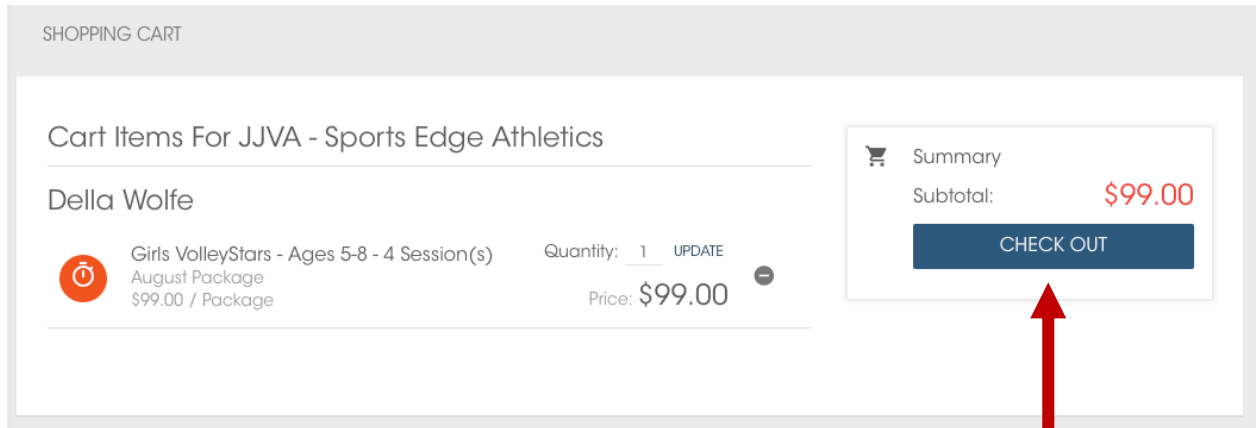 SHOPPING CART
Cart Items For JJVA - Sports Edge Athletics
Della Wolfe
Girls VolleyStars - Ages 5-8 - 4 Session(s)
August Package
$99.00 / Package
Quantity: 1 UPDATE
Price: $99.00
Summary
Subtotal: $99.00
CHECK OUT